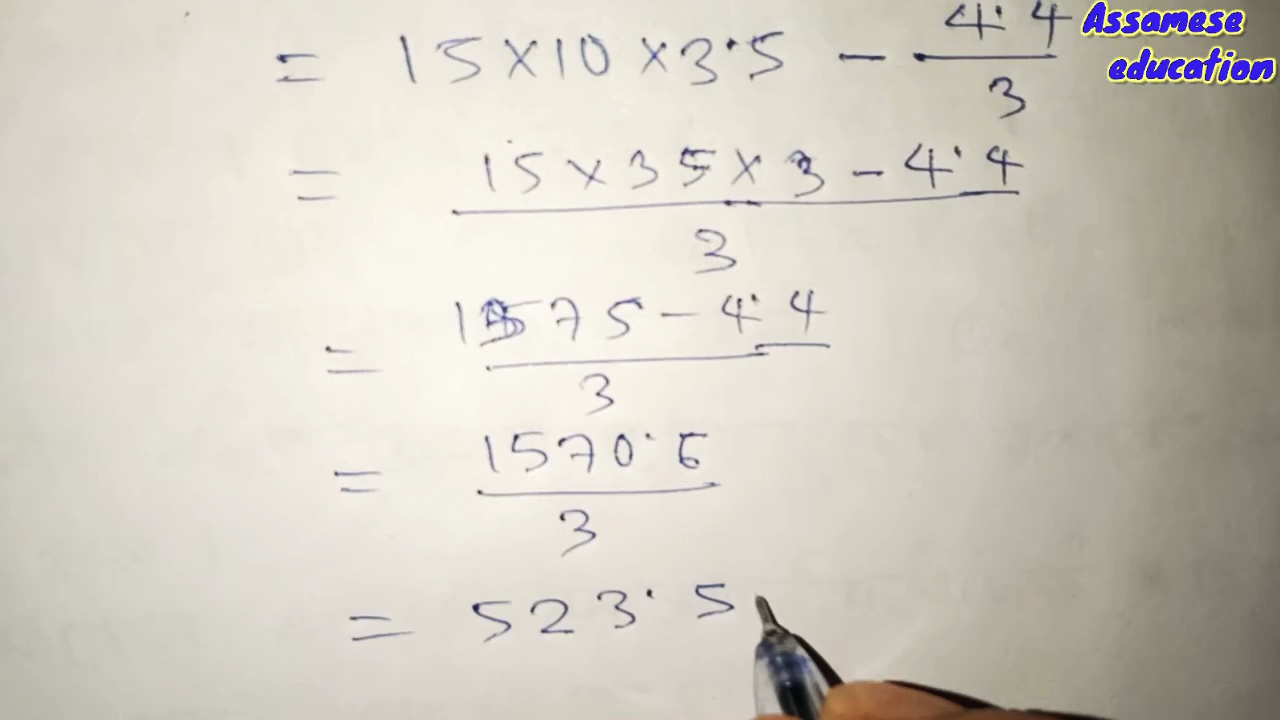 Assamese
education
= 15×10×3.5 - 4.4/3
= 15×35×3-4.4/3
= 1575-4.4/3
= 1570.6/3
= 523.5